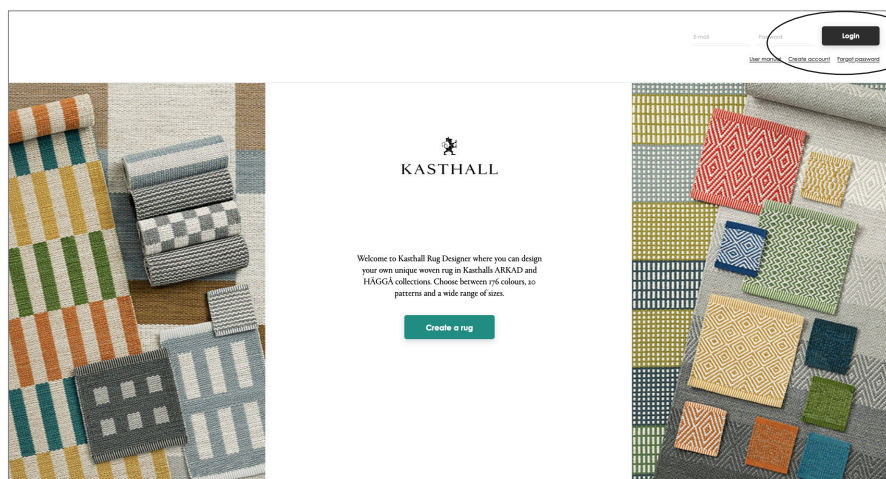 E-mail Password Login
User manual Create account Forgot password
KASTHALL
Welcome to Kasthall Rug Designer where you can design
your own unique woven rug in Kasthalls ARKAD and
HÄGGÅ collections. Choose between 176 colours, 20
patterns and a wide range of sizes.
Create a rug